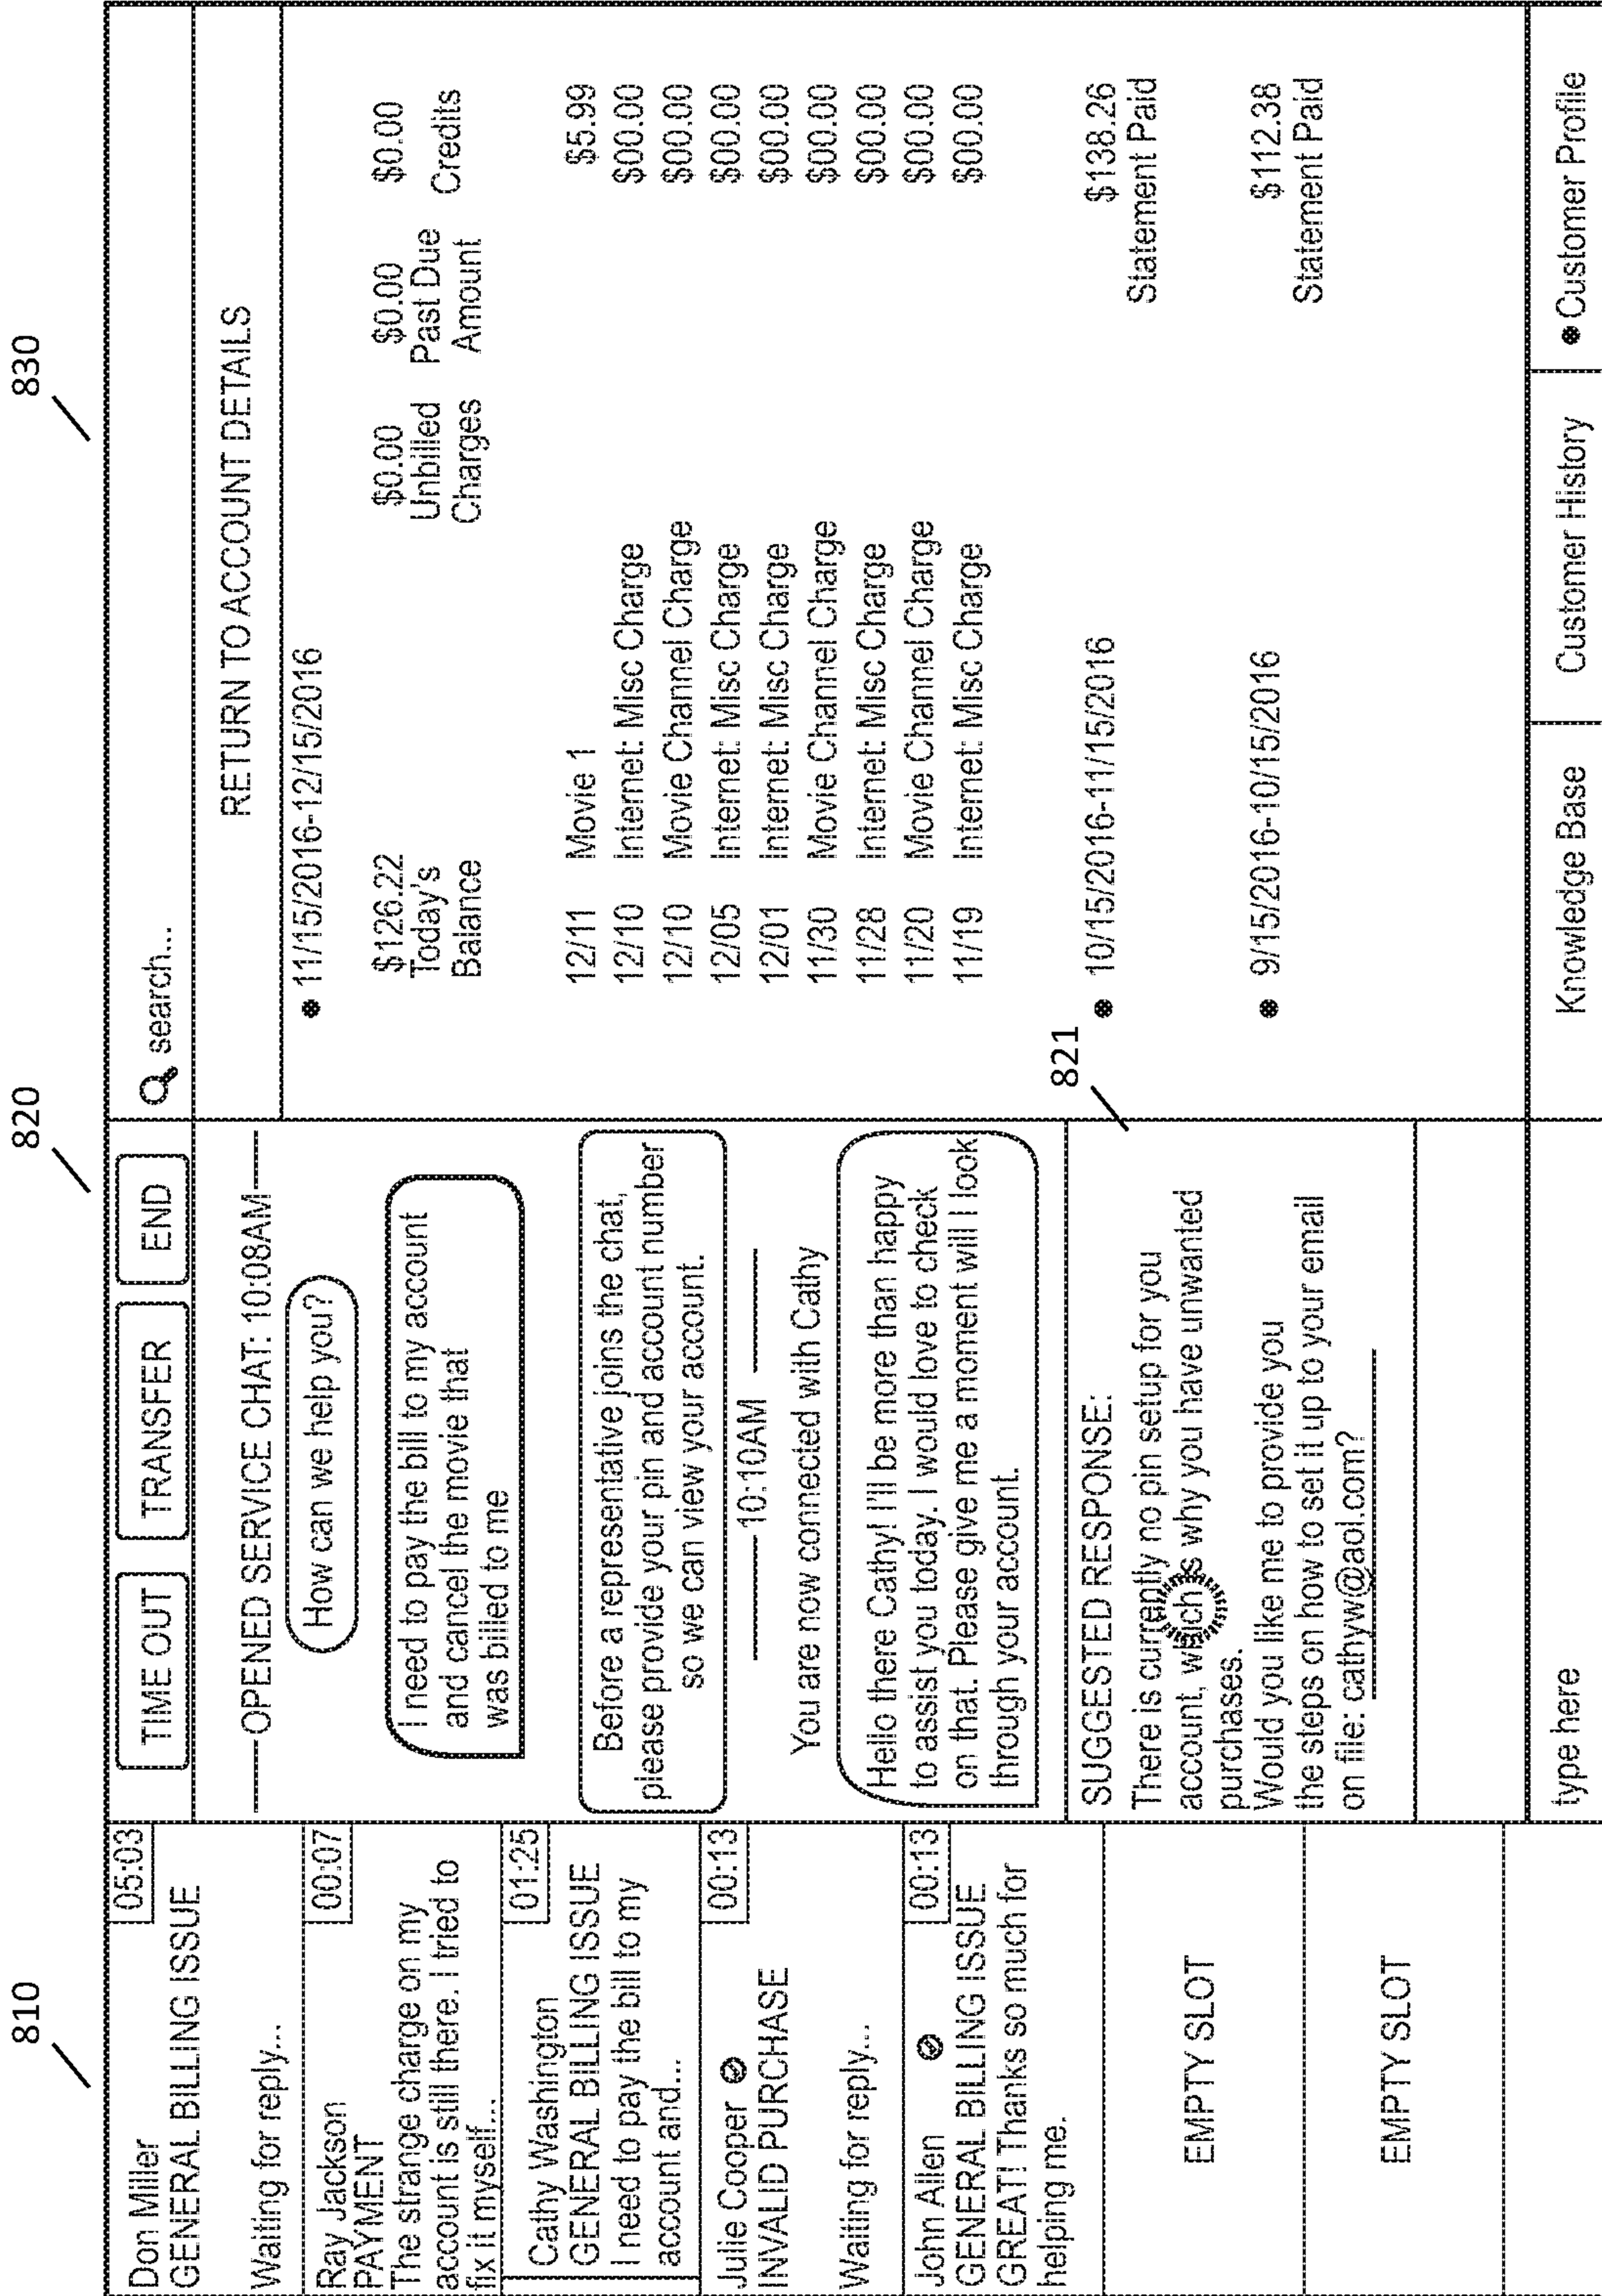 810
820
830
Don Miller 05:03
GENERAL BILLING ISSUE
Waiting for reply...
Ray Jackson 00:07
PAYMENT
The strange charge on my
account is still there. I tried to
fix it myself...
Cathy Washington 01:25
GENERAL BILLING ISSUE
I need to pay the bill to my
account and...
Julie Cooper 00:13
INVALID PURCHASE
Waiting for reply...
John Allen 00:13
GENERAL BILLING ISSUE
GREAT! Thanks so much for
helping me.
EMPTY SLOT
EMPTY SLOT
TIME OUT TRANSFER END
OPENED SERVICE CHAT: 10:08AM
How can we help you?
I need to pay the bill to my account
and cancel the movie that
was billed to me
Before a representative joins the chat,
please provide your pin and account number
so we can view your account.
10:10AM
You are now connected with Cathy
Hello there Cathy! I'll be more than happy
to assist you today. I would love to check
on that. Please give me a moment will I look
through your account.
821
SUGGESTED RESPONSE:
There is currently no pin setup for you
account, which is why you have unwanted
purchases.
Would you like me to provide you
the steps on how to set it up to your email
on file: cathyw@aol.com?
type here
search...
RETURN TO ACCOUNT DETAILS
11/15/2016-12/15/2016
$126.22 $0.00 $0.00 $0.00
Today's Unbilled Past Due Credits
Balance Charges Amount
12/11 Movie 1 $5.99
12/10 Internet: Misc Charge $00.00
12/10 Movie Channel Charge $00.00
12/05 Internet: Misc Charge $00.00
12/01 Internet: Misc Charge $00.00
11/30 Movie Channel Charge $00.00
11/28 Internet: Misc Charge $00.00
11/20 Movie Channel Charge $00.00
11/19 Internet: Misc Charge $00.00
10/15/2016-11/15/2016 $138.26
Statement Paid
9/15/2016-10/15/2016 $112.38
Statement Paid
Knowledge Base Customer History Customer Profile